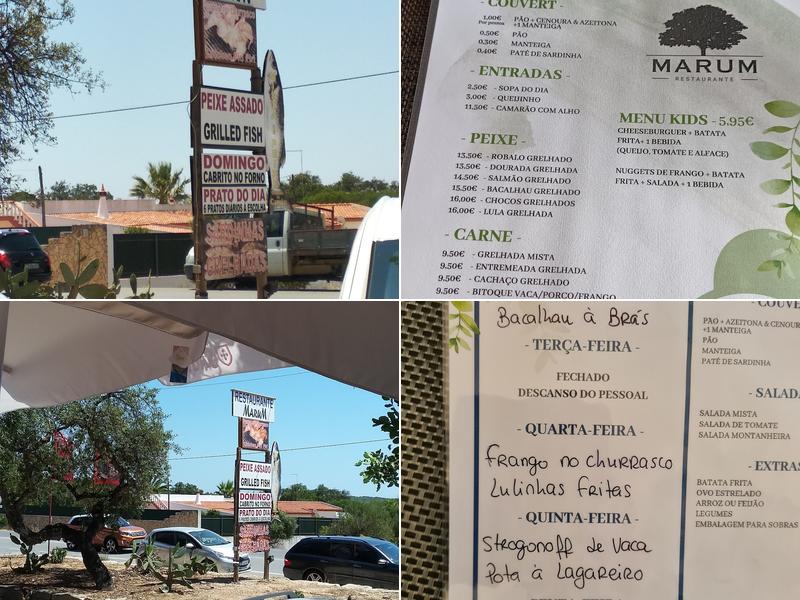 MARUM
PEIXE ASSADO
GRILLED FISH
DOMINGO
CABRITO NO FORNO
PRATO DO DIA
6 PRATOS DIÁRIOS À ESCOLHA
SARDINHAS
GRELHADAS
- COUVERT -
1,00€ PÃO + CENOURA & AZEITONA
Por pessoa +1 MANTEIGA
0,50€ PÃO
0,30€ MANTEIGA
0,40€ PATÉ DE SARDINHA
- ENTRADAS -
2,50€ - SOPA DO DIA
3,00€ - QUEIJINHO
11,50€ - CAMARÃO COM ALHO
- PEIXE -
13.50€ - ROBALO GRELHADO
13.50€ - DOURADA GRELHADA
14.50€ - SALMÃO GRELHADO
15.50€ - BACALHAU GRELHADO
16,00€ - CHOCOS GRELHADOS
16,00€ - LULA GRELHADA
- CARNE -
9.50€ - GRELHADA MISTA
9.50€ - ENTREMEADA GRELHADA
9.50€ - CACHAÇO GRELHADO
9.50€ - BITOQUE VACA/PORCO/FRANGO
MARUM
RESTAURANTE
MENU KIDS - 5.95€
CHEESEBURGUER + BATATA
FRITA+ 1 BEBIDA
(QUEIJO, TOMATE E ALFACE)
NUGGETS DE FRANGO + BATATA
FRITA + SALADA + 1 BEBIDA
RESTAURANTE
MARUM
PEIXE ASSADO
GRILLED FISH
DOMINGO
CABRITO NO FORNO
PRATO DO DIA
Bacalhau à Brás
- TERÇA-FEIRA -
FECHADO
DESCANSO DO PESSOAL
- QUARTA-FEIRA -
Frango no churrasco
Lulinhas Fritas
- QUINTA-FEIRA -
Strogonoff de Vaca
Pota à Lagareiro
- COUVE
PÃO + AZEITONA & CENOU
+1 MANTEIGA
PÃO
MANTEIGA
PATÉ DE SARDINHA
- SALADA
SALADA MISTA
SALADA DE TOMATE
SALADA MONTANHEIRA
- EXTRAS
BATATA FRITA
OVO ESTRELADO
ARROZ OU FEIJÃO
LEGUMES
EMBALAGEM PARA SOBRAS